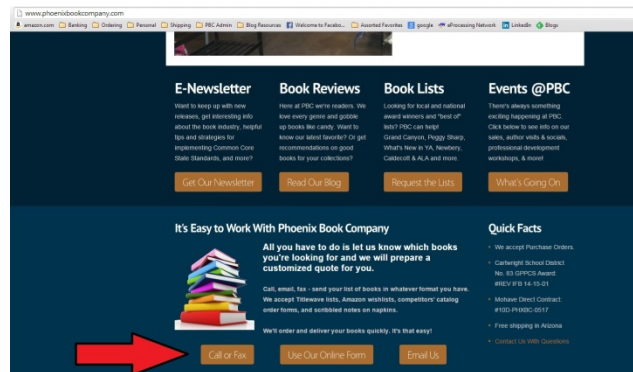 www.phoenixbookcompany.com
amazon.com Banking Ordering Personal Shipping PBC Admin Blog Resources Welcome to Facebo... Assorted Favorites google eProcessing Network LinkedIn Blogs
E-Newsletter
Want to keep up with new
releases, get interesting info
about the book industry, helpful
tips and strategies for
implementing Common Core
State Standards, and more?
Get Our Newsletter
Book Reviews
Here at PBC we're readers. We
love every genre and gobble
up books like candy. Want to
know our latest favorite? Or get
recommendations on good
books for your collections?
Read Our Blog
Book Lists
Looking for local and national
award winners and "best of"
lists? PBC can help!
Grand Canyon, Peggy Sharp,
What's New in YA, Newbery,
Caldecott & ALA and more.
Request the Lists
Events @PBC
There's always something
exciting happening at PBC.
Click below to see info on our
sales, author visits & socials,
professional development
workshops, & more!
What's Going On
It's Easy to Work With Phoenix Book Company
All you have to do is let us know which books
you're looking for and we will prepare a
customized quote for you.
Call, email, fax - send your list of books in whatever format you have.
We accept Titlewave lists, Amazon wishlists, competitors' catalog
order forms, and scribbled notes on napkins.
We'll order and deliver your books quickly. It's that easy!
Call or Fax
Use Our Online Form
Email Us
Quick Facts
We accept Purchase Orders.
Cartwright School District
No. 83 GPPCS Award:
#REV IFB 14-13-01
Mohave Direct Contract:
#10D-PHXBC-0517
Free shipping in Arizona
Contact Us With Questions